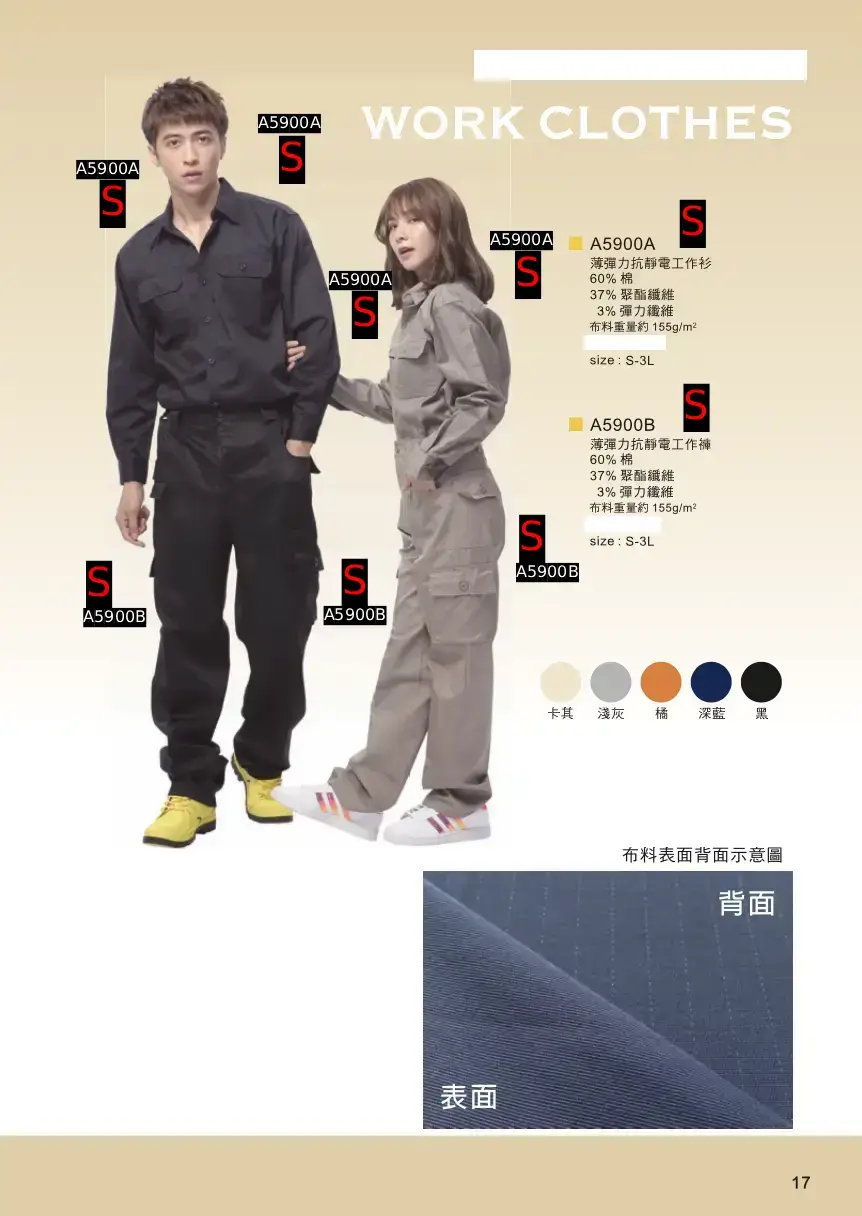 WORK CLOTHES
A5900A
S
A5900A
S
A5900A
S
A5900A
S
S
A5900A
薄彈力抗靜電工作衫
60% 棉
37% 聚酯纖維
3% 彈力纖維
布料重量約 155g/m²
size : S-3L
S
A5900B
薄彈力抗靜電工作褲
60% 棉
37% 聚酯纖維
3% 彈力纖維
布料重量約 155g/m²
size : S-3L
S
A5900B
S
A5900B
S
A5900B
卡其 淺灰 橘 深藍 黑
布料表面背面示意圖
背面
表面
17